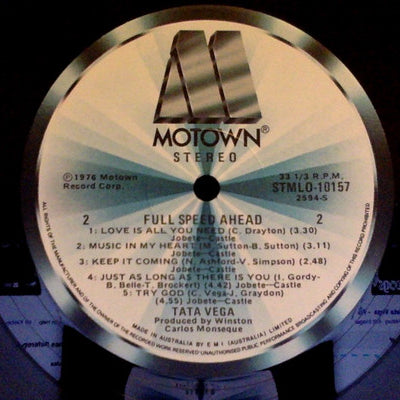 MOTOWN®
STEREO
℗1976 Motown
Record Corp.
33 1/3 R.P.M.
STMLO-10157
2594-S
2 FULL SPEED AHEAD 2
1: LOVE IS ALL YOU NEED (C. Drayton) (3.30)
Jobete—Castle
2: MUSIC IN MY HEART (M. Sutton-B. Sutton) (3.11)
Jobete—Castle
3: KEEP IT COMING (N. Ashford-V. Simpson) (2.48)
Jobete—Castle
4: JUST AS LONG AS THERE IS YOU (I. Gordy-
B. Belle-T. Brockert) (4.42) Jobete—Castle
5: TRY GOD (C. Vega-J. Graydon)
(4.55) Jobete—Castle
TATA VEGA
Produced by Winston
Carlos Monseque
MADE IN AUSTRALIA BY E M I (AUSTRALIA) LIMITED
ALL RIGHTS OF THE MANUFACTURER AND OF THE OWNER OF THE RECORDED WORK RESERVED UNAUTHORISED PUBLIC PERFORMANCE BROADCASTING AND COPYING OF THIS RECORD PROHIBITED